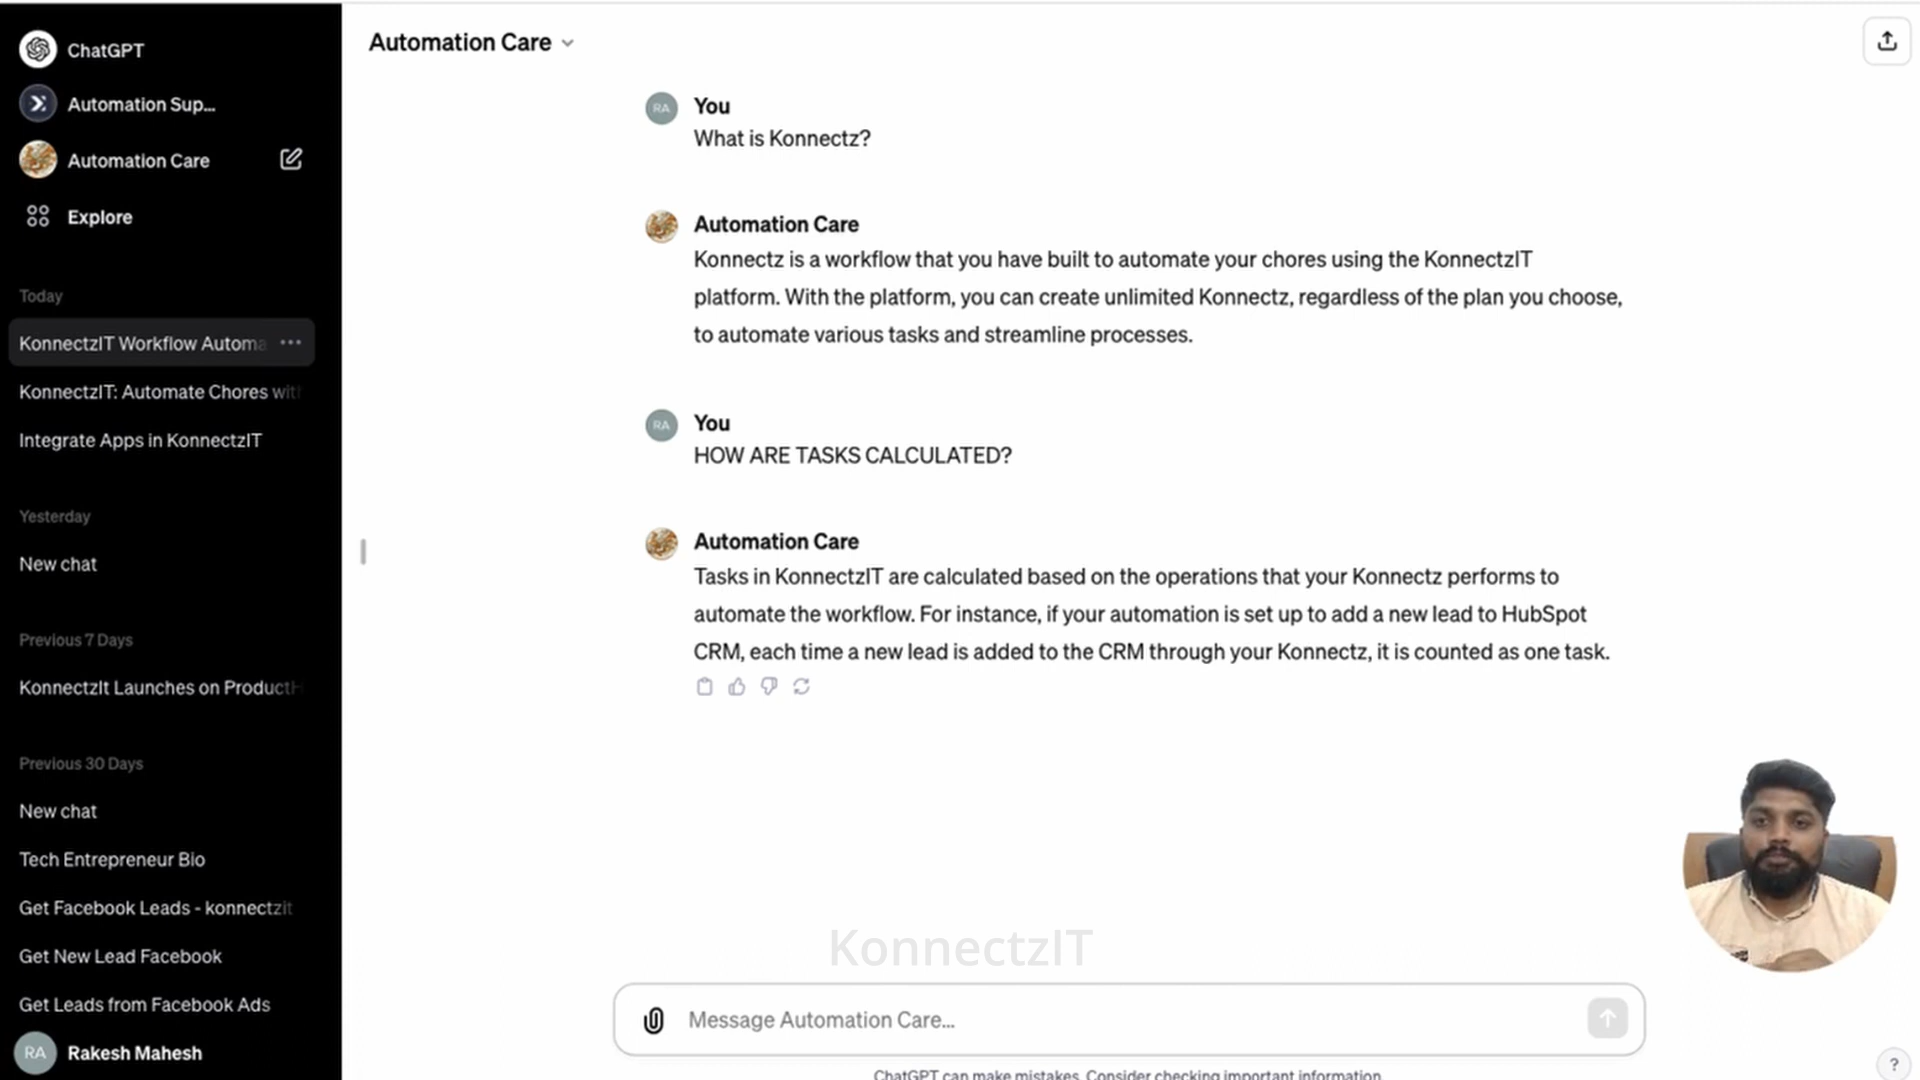 ChatGPT
Automation Sup...
Automation Care
Explore
Today
KonnectzIT Workflow Automa
KonnectzIT: Automate Chores with
Integrate Apps in KonnectzIT
Yesterday
New chat
Previous 7 Days
KonnectzIt Launches on ProductH
Previous 30 Days
New chat
Tech Entrepreneur Bio
Get Facebook Leads - konnectzit
Get New Lead Facebook
Get Leads from Facebook Ads
RA Rakesh Mahesh
Automation Care
RA You
What is Konnectz?
Automation Care
Konnectz is a workflow that you have built to automate your chores using the KonnectzIT
platform. With the platform, you can create unlimited Konnectz, regardless of the plan you choose,
to automate various tasks and streamline processes.
RA You
HOW ARE TASKS CALCULATED?
Automation Care
Tasks in KonnectzIT are calculated based on the operations that your Konnectz performs to
automate the workflow. For instance, if your automation is set up to add a new lead to HubSpot
CRM, each time a new lead is added to the CRM through your Konnectz, it is counted as one task.
KonnectzIT
Message Automation Care...
ChatGPT can make mistakes. Consider checking important information.
?